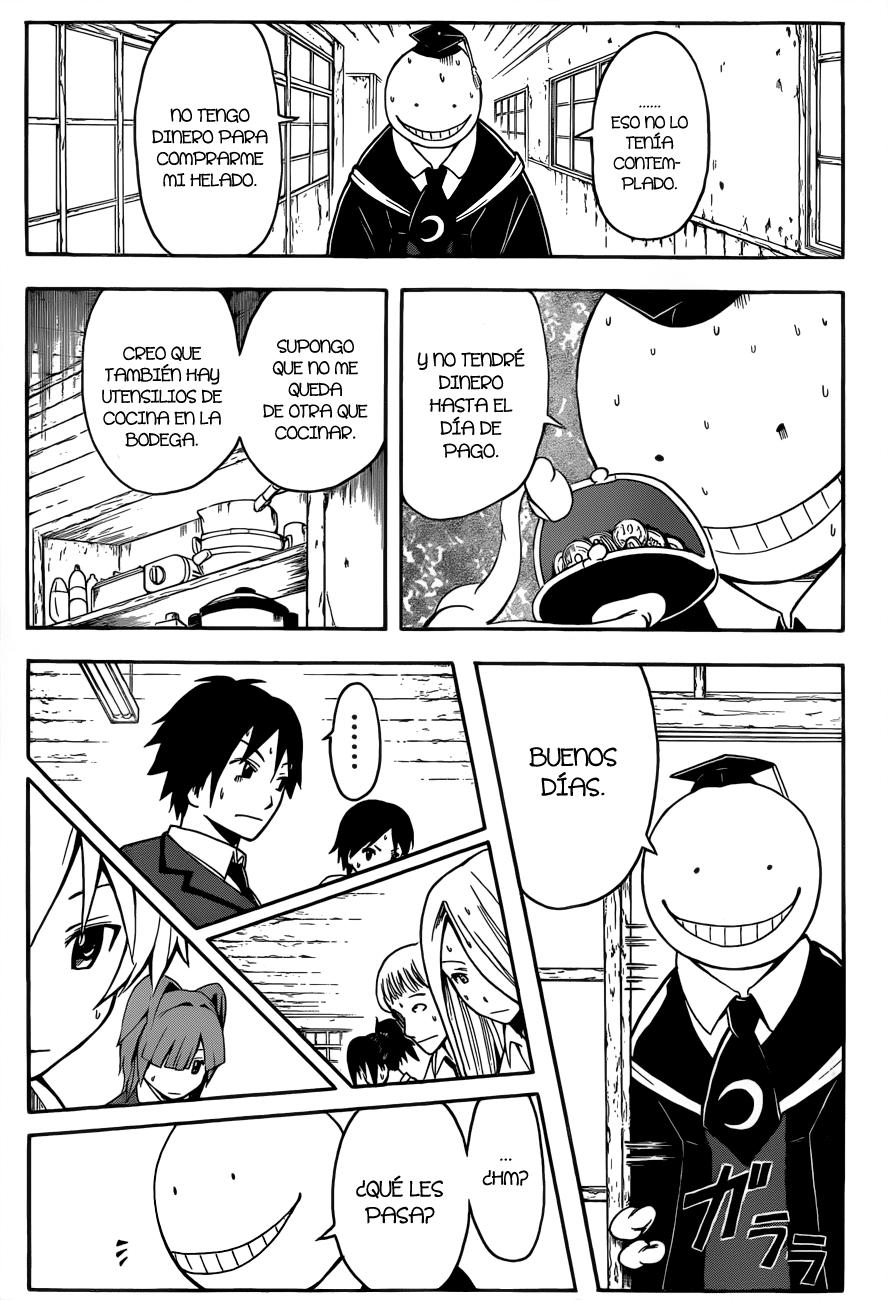 ......
ESO NO LO
TENÍA
CONTEM-
PLADO.
NO TENGO
DINERO PARA
COMPRARME
MI HELADO.
Y NO TENDRÉ
DINERO
HASTA EL
DÍA DE
PAGO.
SUPONGO
QUE NO ME
QUEDA
DE OTRA QUE
COCINAR.
CREO QUE
TAMBIÉN HAY
UTENSILIOS DE
COCINA EN LA
BODEGA.
BUENOS
DÍAS.
ガララ
......
...
¿HM?
¿QUÉ LES
PASA?